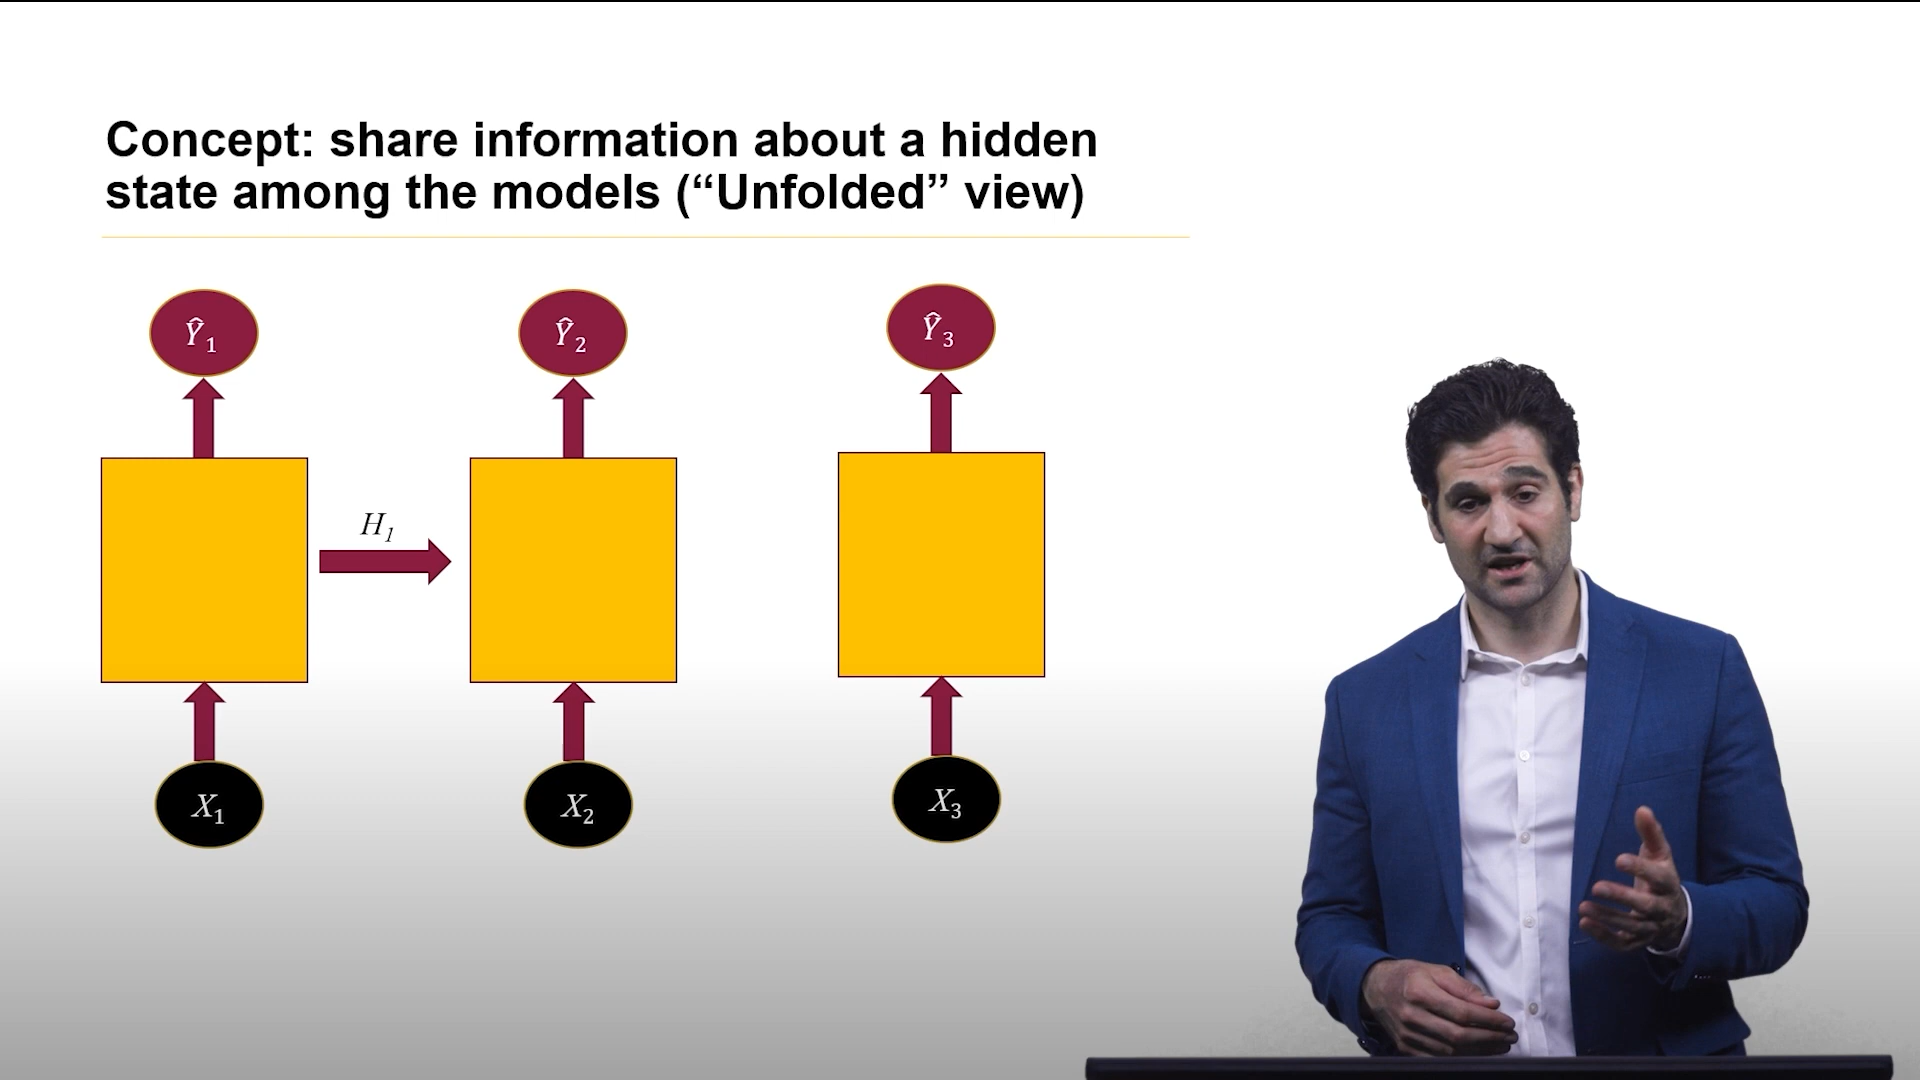 Concept: share information about a hidden
state among the models (“Unfolded” view)
Ŷ₁ Ŷ₂ Ŷ₃
H₁
X₁ X₂ X₃